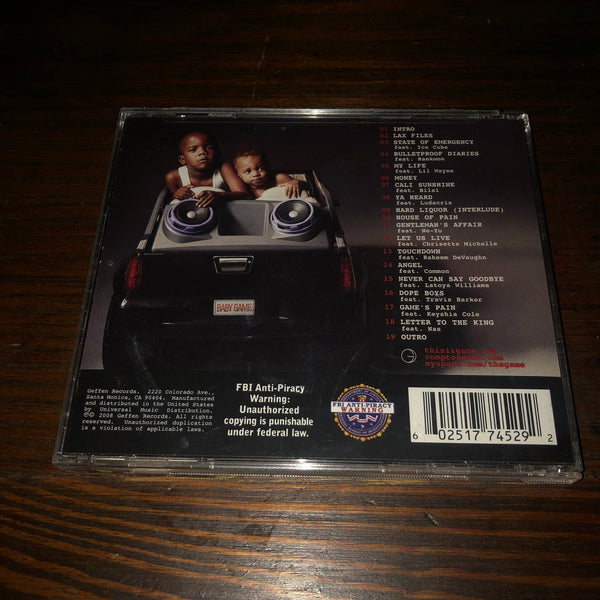 01 INTRO
02 LAX FILES
03 STATE OF EMERGENCY
feat. Ice Cube
04 BULLETPROOF DIARIES
feat. Raekwon
05 MY LIFE
feat. Lil Wayne
06 MONEY
07 CALI SUNSHINE
feat. Bilal
08 YA HEARD
feat. Ludacris
09 HARD LIQUOR (INTERLUDE)
10 HOUSE OF PAIN
11 GENTLEMAN'S AFFAIR
feat. Ne-Yo
12 LET US LIVE
feat. Chrisette Michelle
13 TOUCHDOWN
feat. Raheem DeVaughn
14 ANGEL
feat. Common
15 NEVER CAN SAY GOODBYE
feat. Latoya Williams
16 DOPE BOYS
feat. Travis Barker
17 GAME'S PAIN
feat. Keyshia Cole
18 LETTER TO THE KING
feat. Nas
19 OUTRO
thisizgame.com
comptongame.com
myspace.com/thegame
BABY GAME
Geffen Records. 2220 Colorado Ave.,
Santa Monica, CA 90404. Manufactured
and distributed in the United States
by Universal Music Distribution.
℗© 2008 Geffen Records. All rights
reserved. Unauthorized duplication
is a violation of applicable laws.
FBI Anti-Piracy
Warning:
Unauthorized
copying is punishable
under federal law.
FBI ANTI-PIRACY
WARNING
6 02517 74529 2